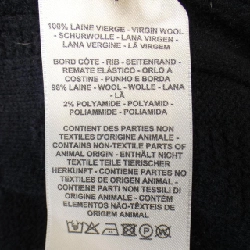 100% LAINE VIERGE - VIRGIN WOOL
- SCHURWOLLE - LANA VIRGEN -
LANA VERGINE - LÃ VIRGEM
BORD CÔTE - RIB - SEITENRAND -
REMATE ELÁSTICO - ORLO A
COSTINE - PUNHO E BORDA
98% LAINE - WOOL - WOLLE - LANA -
LÃ
2% POLYAMIDE - POLYAMID -
POLIAMMIDE - POLIAMIDA
CONTIENT DES PARTIES NON
TEXTILES D'ORIGINE ANIMALE -
CONTAINS NON-TEXTILE PARTS OF
ANIMAL ORIGIN - ENTHÄLT NICHT
TEXTILE TEILE TIERISCHER
HERKUNFT - CONTIENE PARTES NO
TEXTILES DE ORIGEN ANIMAL -
CONTIENE PARTI NON TESSILI DI
ORIGINE ANIMALE - CONTÉM
ELEMENTOS NÃO-TÊXTEIS DE
ORIGEM ANIMAL